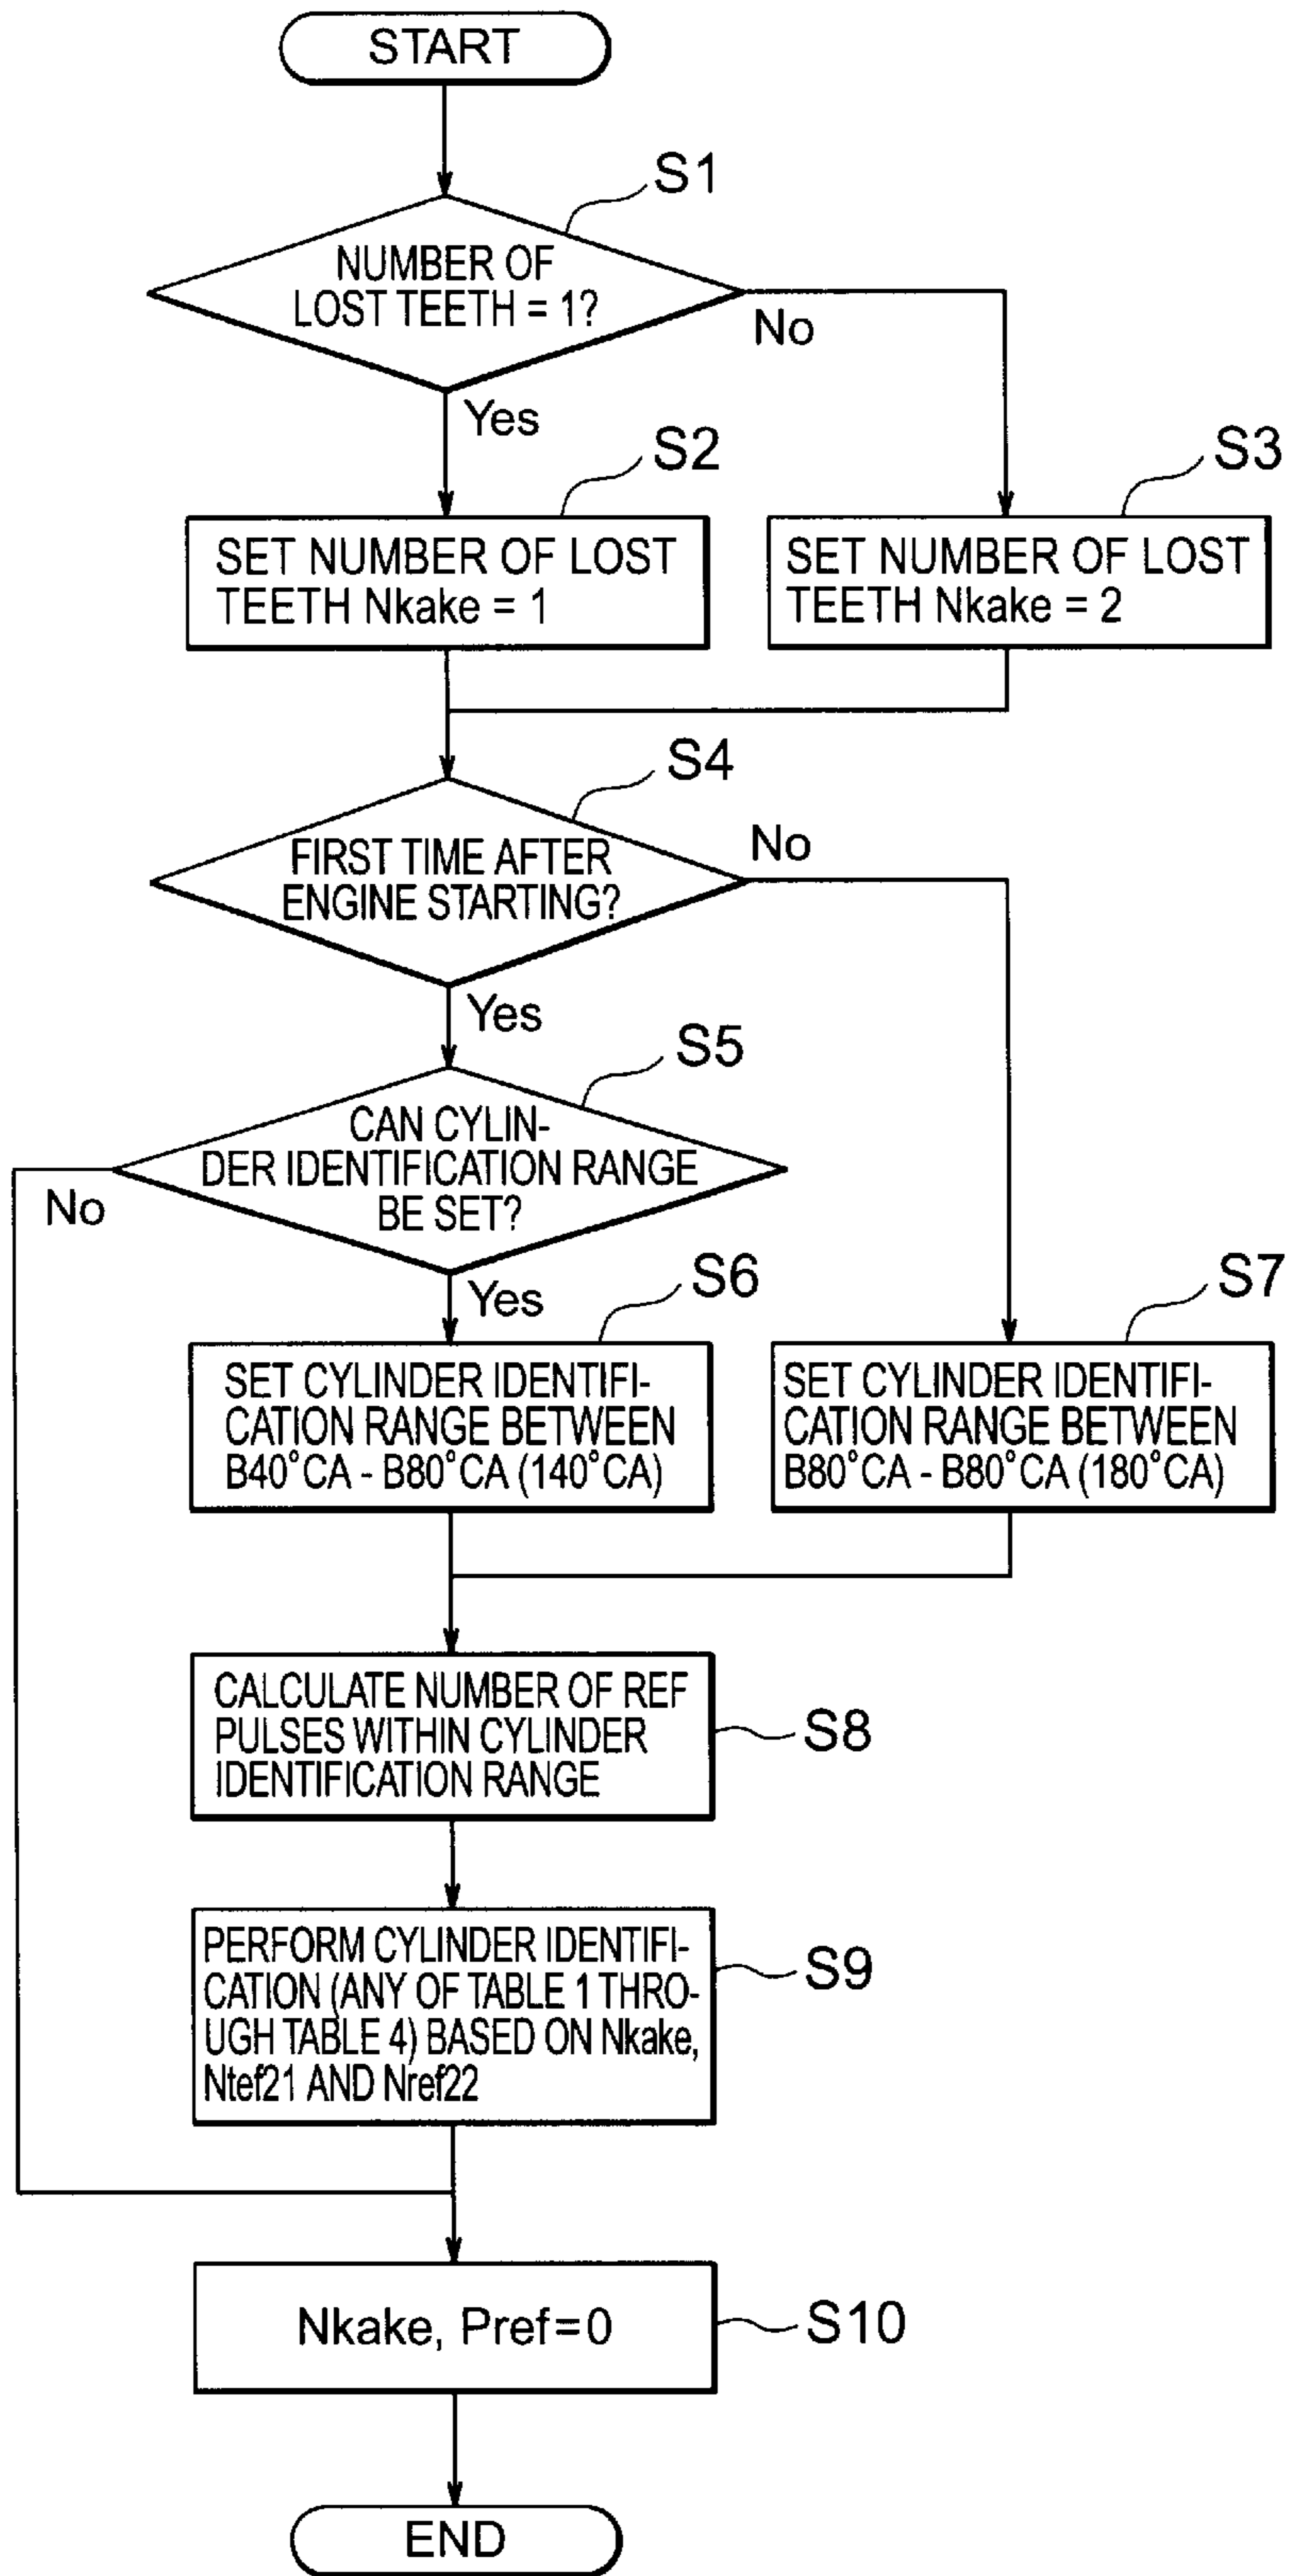 START
S1
NUMBER OF
LOST TEETH = 1?
No
Yes
S2
S3
SET NUMBER OF LOST
TEETH Nkake = 1
SET NUMBER OF LOST
TEETH Nkake = 2
S4
FIRST TIME AFTER
ENGINE STARTING?
No
Yes
S5
CAN CYLIN-
DER IDENTIFICATION RANGE
BE SET?
No
Yes
S6
S7
SET CYLINDER IDENTIFI-
CATION RANGE BETWEEN
B40°CA - B80°CA (140°CA)
SET CYLINDER IDENTIFI-
CATION RANGE BETWEEN
B80°CA - B80°CA (180°CA)
CALCULATE NUMBER OF REF
PULSES WITHIN CYLINDER
IDENTIFICATION RANGE
S8
PERFORM CYLINDER IDENTIFI-
CATION (ANY OF TABLE 1 THRO-
UGH TABLE 4) BASED ON Nkake,
Ntef21 AND Nref22
S9
Nkake, Pref=0
S10
END